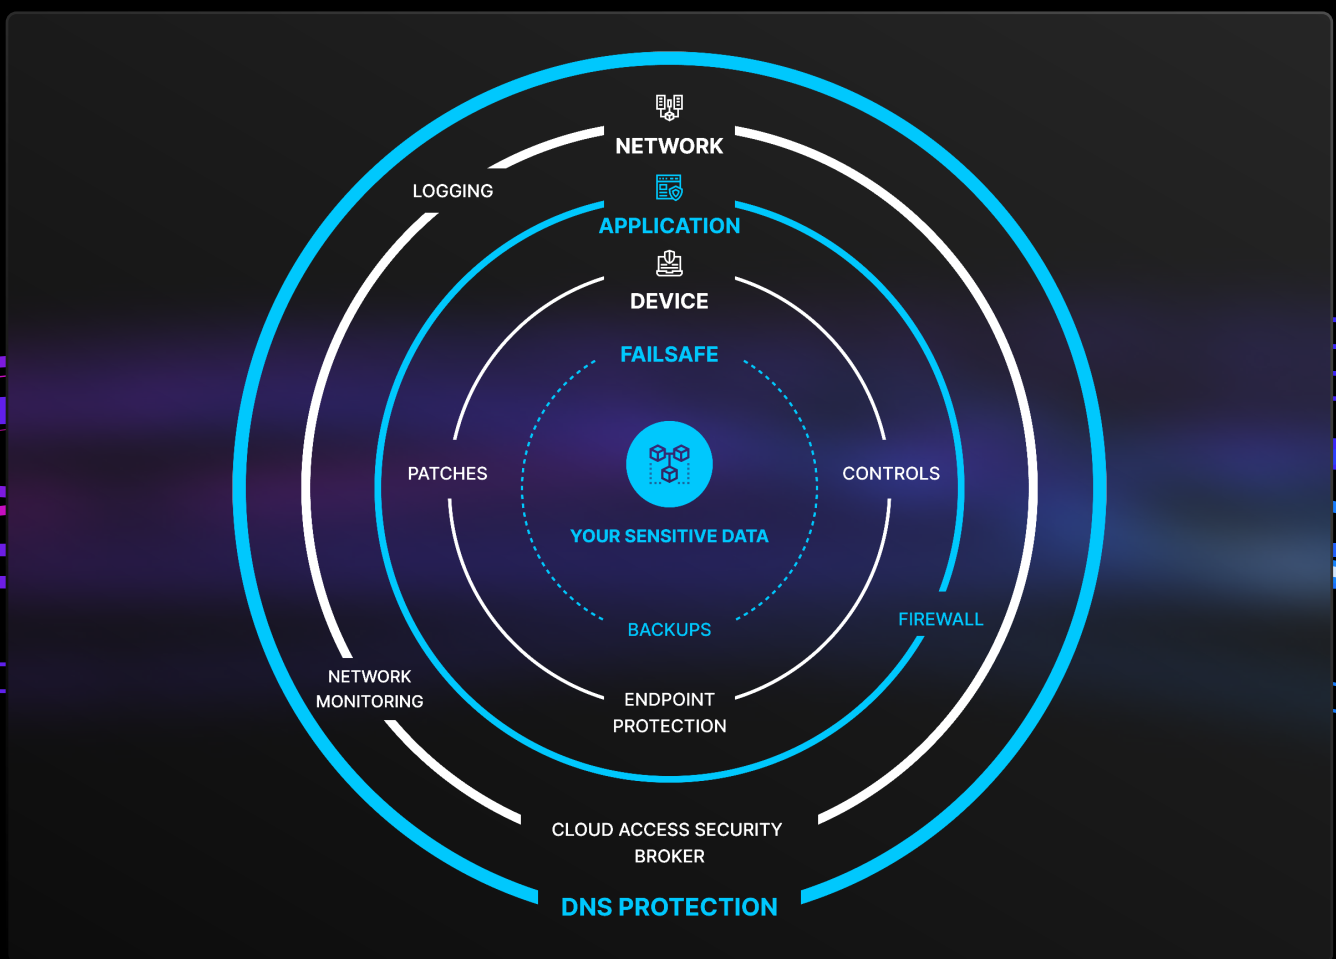 NETWORK
LOGGING
APPLICATION
DEVICE
FAILSAFE
PATCHES
CONTROLS
YOUR SENSITIVE DATA
FIREWALL
BACKUPS
NETWORK
MONITORING
ENDPOINT
PROTECTION
CLOUD ACCESS SECURITY
BROKER
DNS PROTECTION